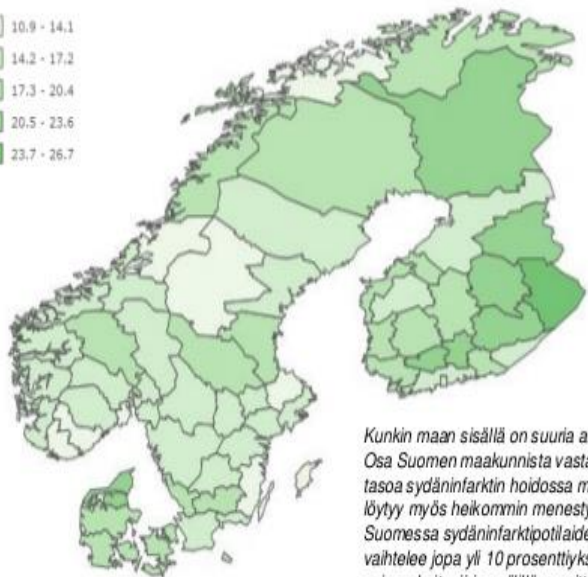 10.9 - 14.1
14.2 - 17.2
17.3 - 20.4
20.5 - 23.6
23.7 - 26.7
Kunkin maan sisällä on suuria a
Osa Suomen maakunnista vasta
tasoa sydäninfarktin hoidossa m
löytyy myös heikommin menesty
Suomessa sydäninfarktipotilaide
vaihtelee jopa yli 10 prosenttiyks